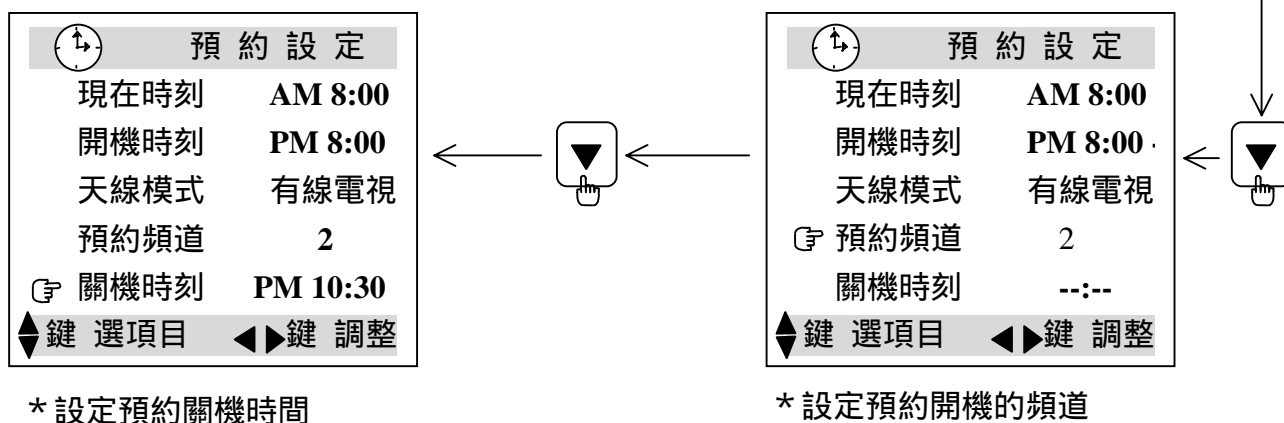 預約設定
現在時刻 AM 8:00
開機時刻 PM 8:00
天線模式 有線電視
預約頻道 2
關機時刻 PM 10:30
鍵 選項目 鍵 調整
*設定預約關機時間
預約設定
現在時刻 AM 8:00
開機時刻 PM 8:00
天線模式 有線電視
預約頻道 2
關機時刻 --:--
鍵 選項目 鍵 調整
*設定預約開機的頻道